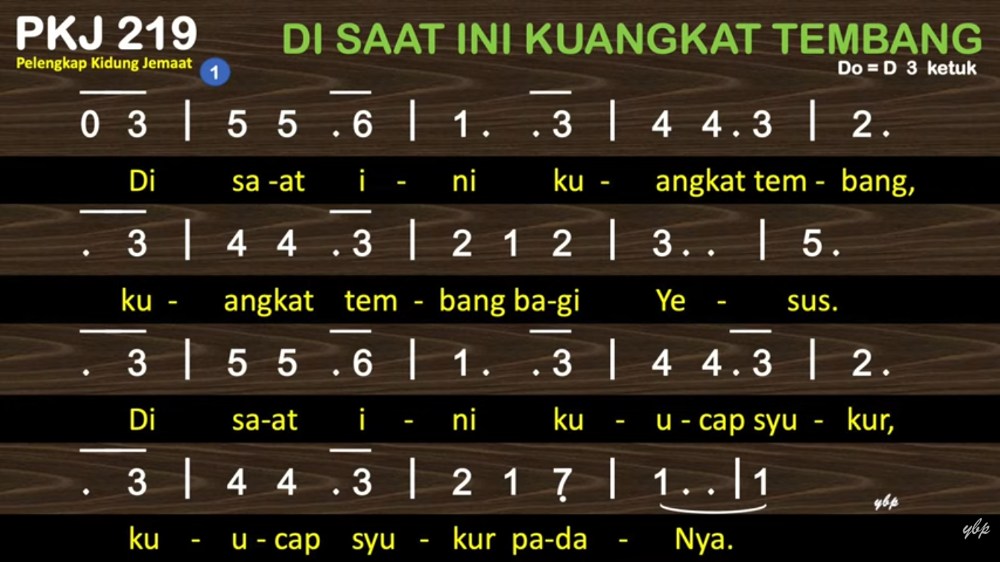 PKJ 219
DI SAAT INI KUANGKAT TEMBANG
Pelengkap Kidung Jemaat
1
Do = D 3 ketuk
0 3 | 5 5 . 6 | 1 . . 3 | 4 4 . 3 | 2 .
Di sa -at i - ni ku - angkat tem - bang,
. 3 | 4 4 . 3 | 2 1 2 | 3 . . | 5 .
ku - angkat tem - bang ba-gi Ye - sus.
. 3 | 5 5 . 6 | 1 . . 3 | 4 4 . 3 | 2 .
Di sa-at i - ni ku - u - cap syu - kur,
. 3 | 4 4 . 3 | 2 1 7̣ | 1 . . | 1
ybp
ku - u - cap syu - kur pa-da - Nya.
ybp